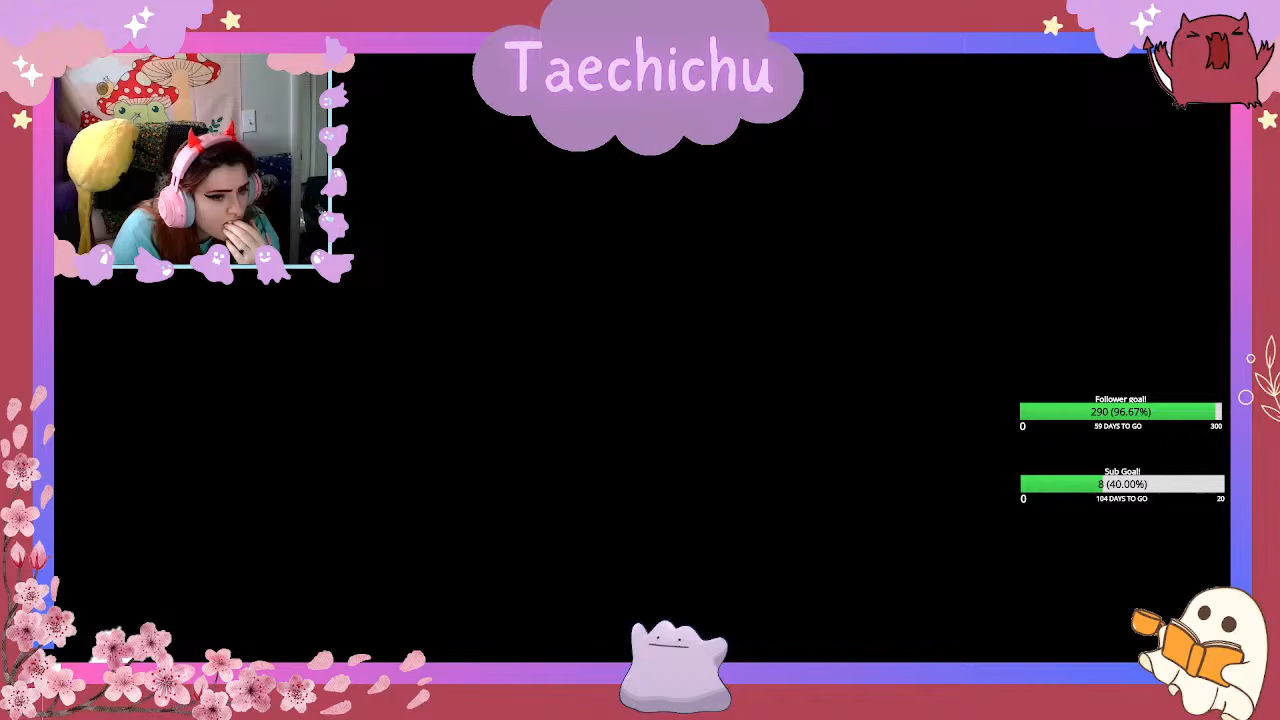 Taechichu
Follower goal!
290 (96.67%)
0 59 DAYS TO GO 300
Sub Goal!
8 (40.00%)
0 104 DAYS TO GO 20